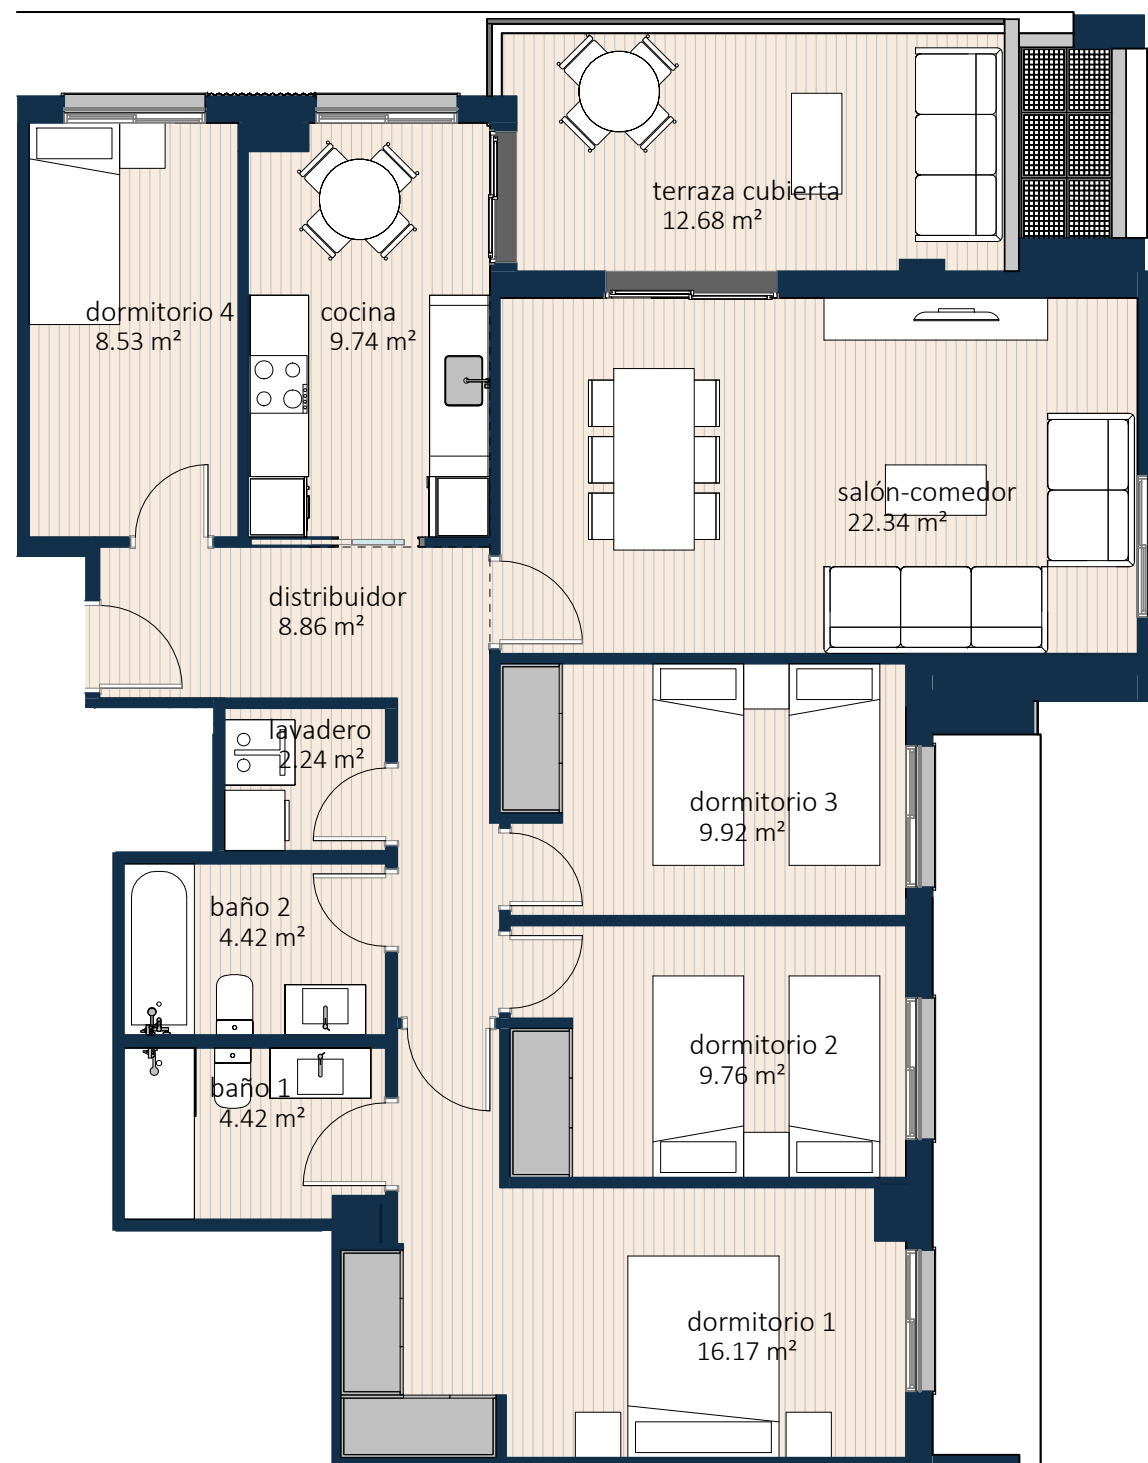 terraza cubierta
12.68 m²
dormitorio 4
8.53 m²
cocina
9.74 m²
salón-comedor
22.34 m²
distribuidor
8.86 m²
lavadero
2.24 m²
dormitorio 3
9.92 m²
baño 2
4.42 m²
dormitorio 2
9.76 m²
baño 1
4.42 m²
dormitorio 1
16.17 m²